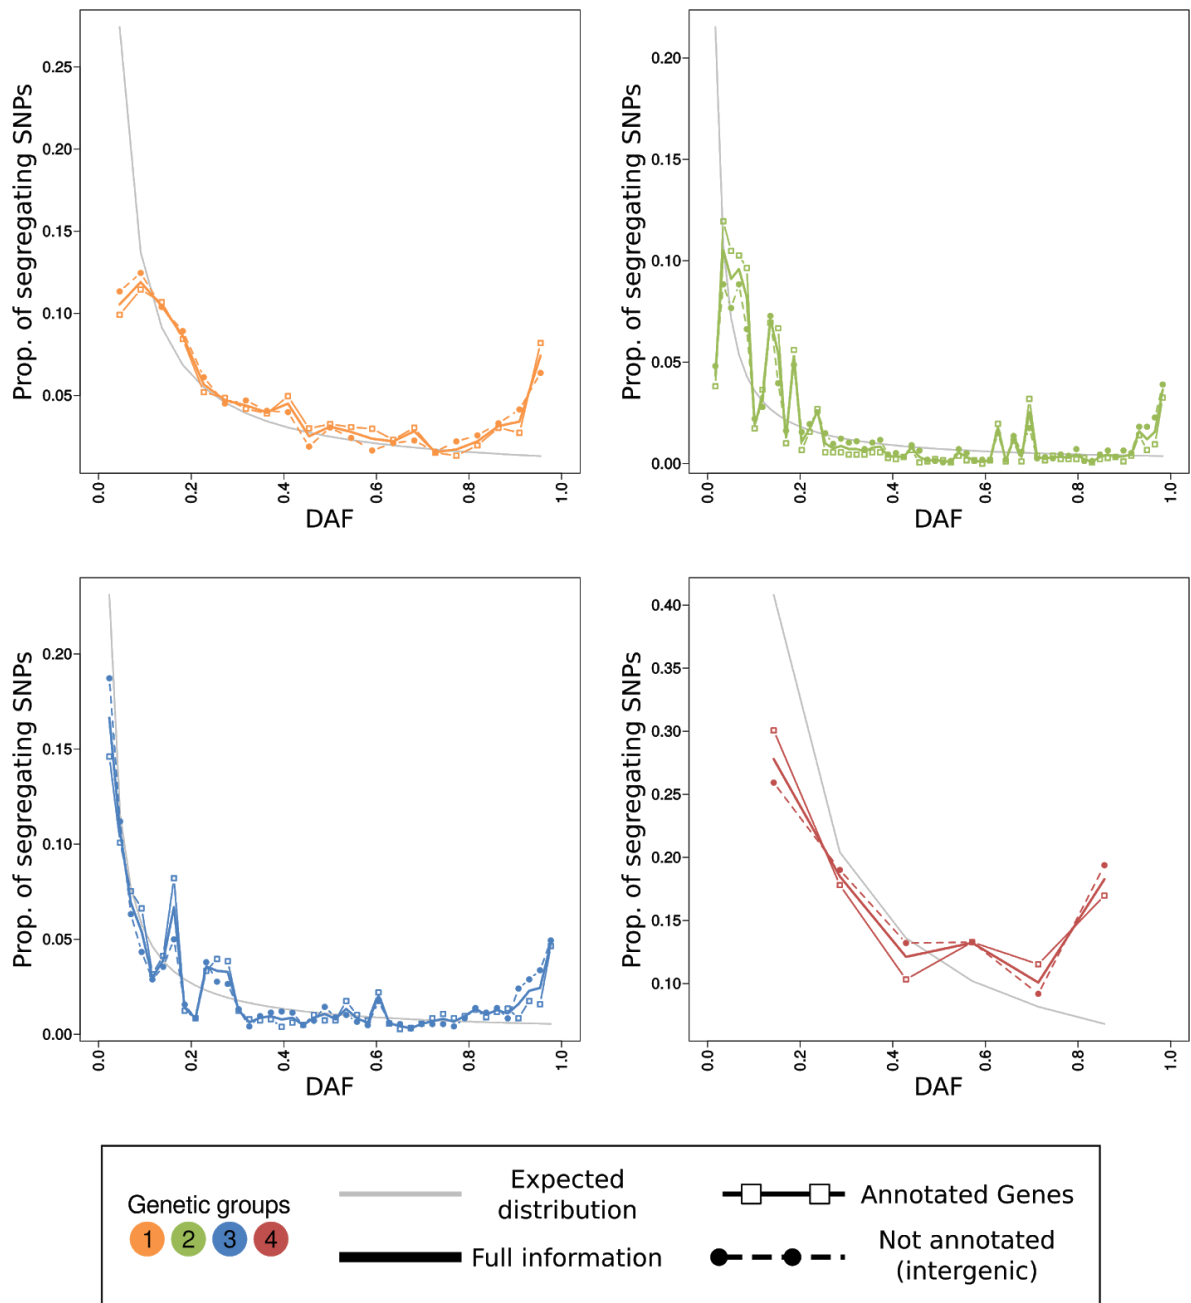 Prop. of segregating SNPs
0.25
0.20
0.15
0.10
0.05
0.0
0.2
0.4
0.6
0.8
1.0
DAF
Prop. of segregating SNPs
0.20
0.15
0.10
0.05
0.00
0.0
0.2
0.4
0.6
0.8
1.0
DAF
Prop. of segregating SNPs
0.20
0.15
0.10
0.05
0.00
0.0
0.2
0.4
0.6
0.8
1.0
DAF
Prop. of segregating SNPs
0.40
0.35
0.30
0.25
0.20
0.15
0.10
0.0
0.2
0.4
0.6
0.8
1.0
DAF
Genetic groups
1 2 3 4
Expected
distribution
Full information
Annotated Genes
Not annotated
(intergenic)